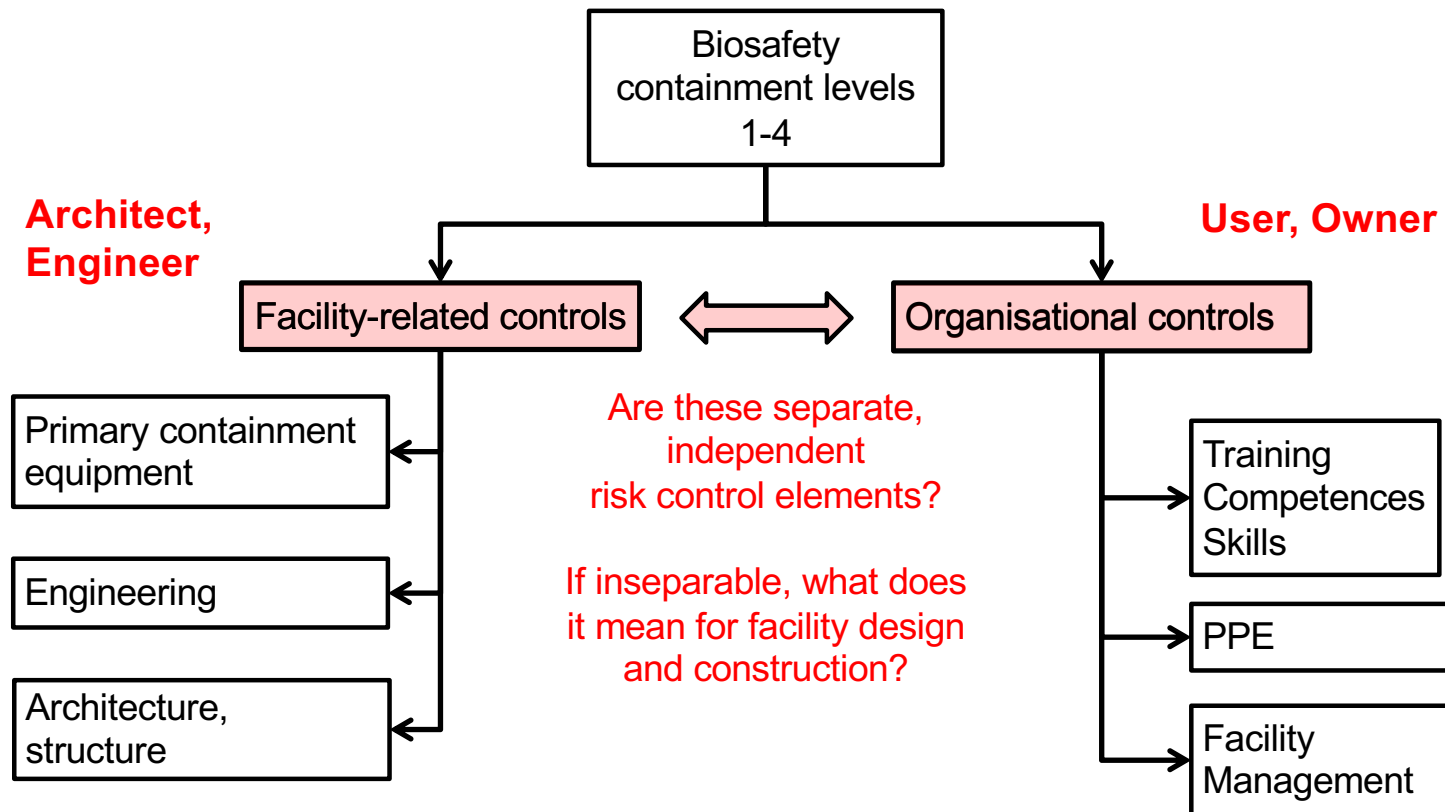 Biosafety
containment levels
1-4
Architect,
Engineer
User, Owner
Facility-related controls
Organisational controls
Primary containment
equipment
Engineering
Architecture,
structure
Are these separate,
independent
risk control elements?
If inseparable, what does
it mean for facility design
and construction?
Training
Competences
Skills
PPE
Facility
Management